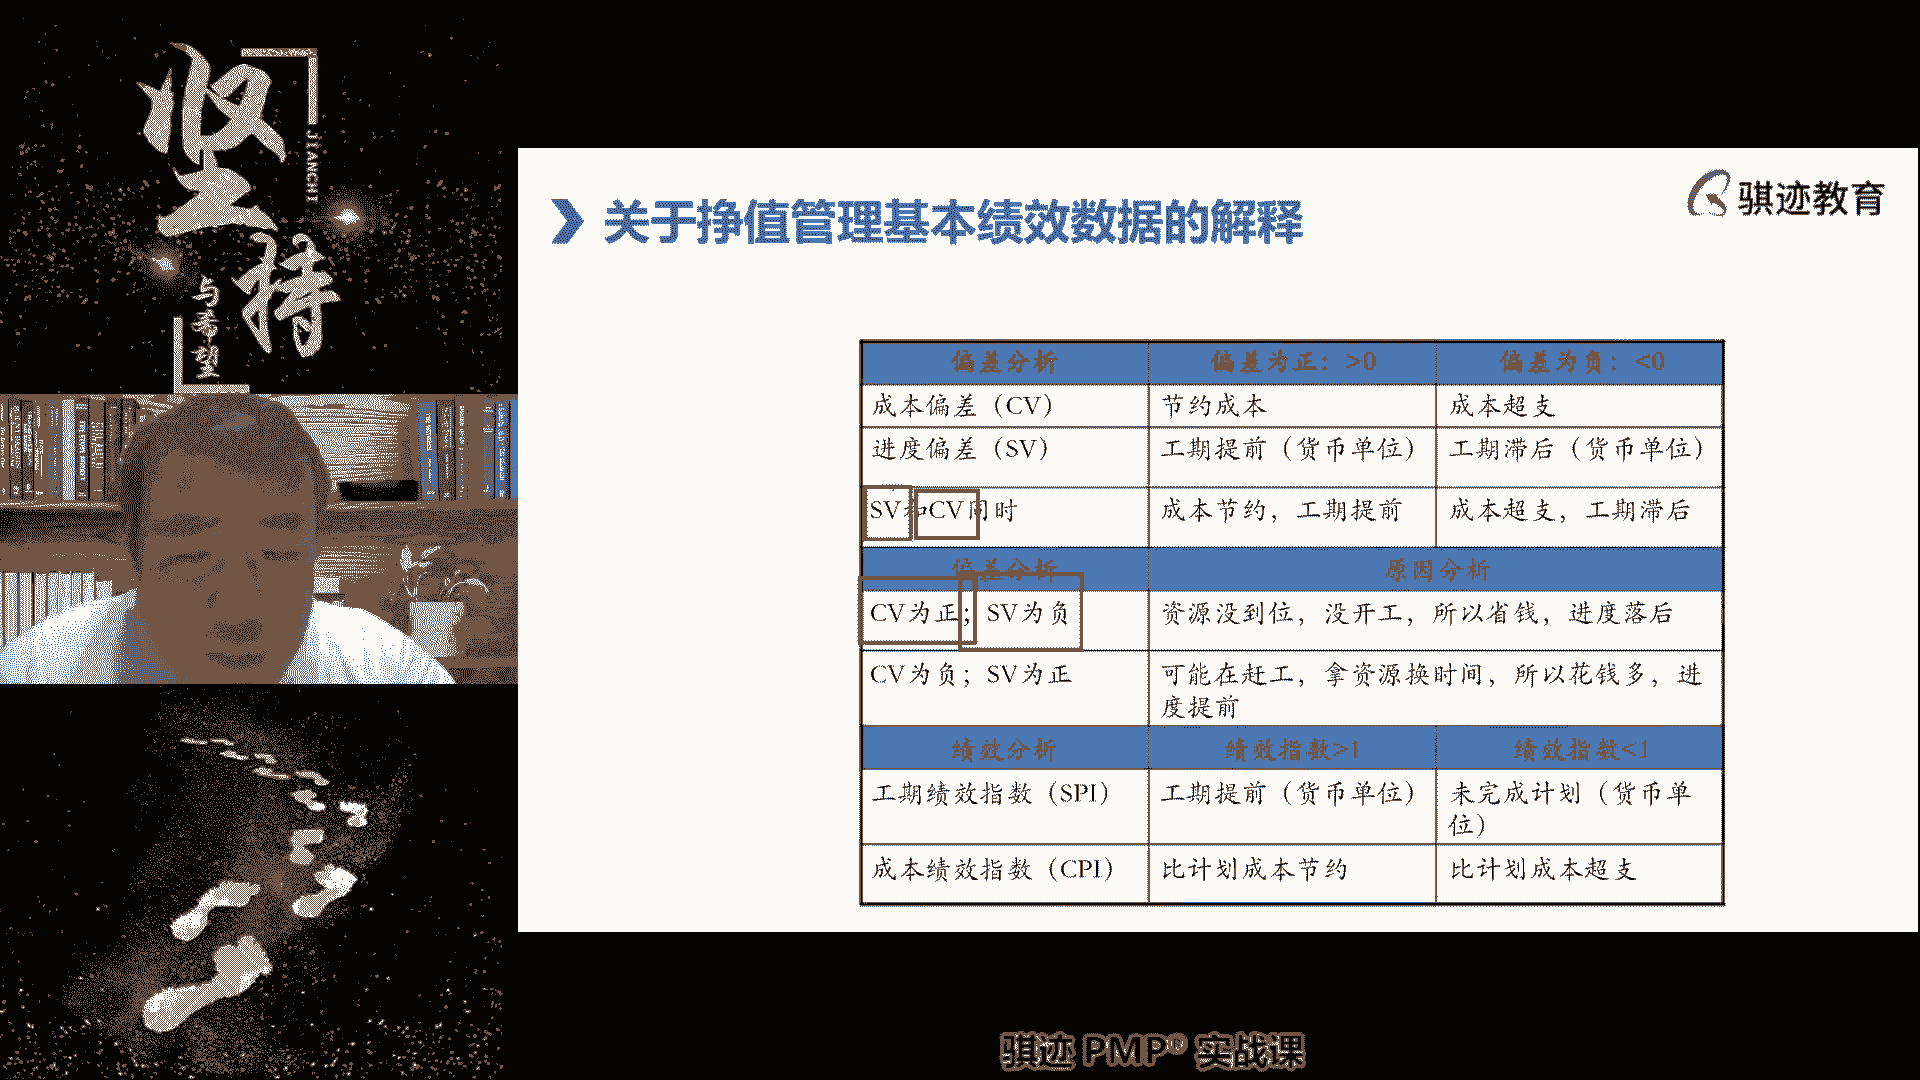 坚持
JIANCHI
与希望
关于挣值管理基本绩效数据的解释
骐迹教育
偏差分析 偏差为正：>0 偏差为负：<0
成本偏差（CV） 节约成本 成本超支
进度偏差（SV） 工期提前（货币单位） 工期滞后（货币单位）
SV和CV同时 成本节约，工期提前 成本超支，工期滞后
偏差分析 原因分析
CV为正；SV为负 资源没到位，没开工，所以省钱，进度落后
CV为负；SV为正 可能在赶工，拿资源换时间，所以花钱多，进
度提前
绩效分析 绩效指数>1 绩效指数<1
工期绩效指数（SPI） 工期提前（货币单位） 未完成计划（货币单
位）
成本绩效指数（CPI） 比计划成本节约 比计划成本超支
骐迹 PMP® 实战课